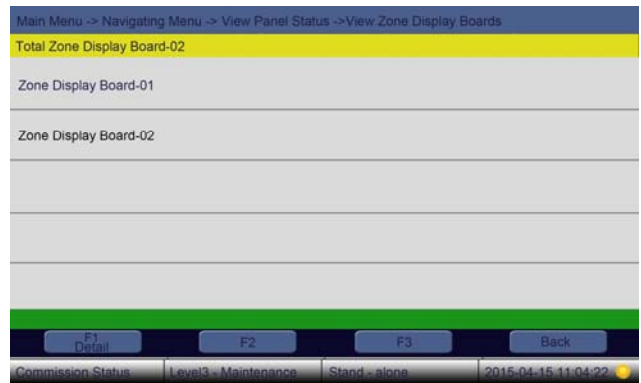 Main Menu -> Navigating Menu -> View Panel Status ->View Zone Display Boards
Total Zone Display Board-02
Zone Display Board-01
Zone Display Board-02
F1
Detail
F2
F3
Back
Commission Status
Level3 - Maintenance
Stand - alone
2015-04-15 11:04:22